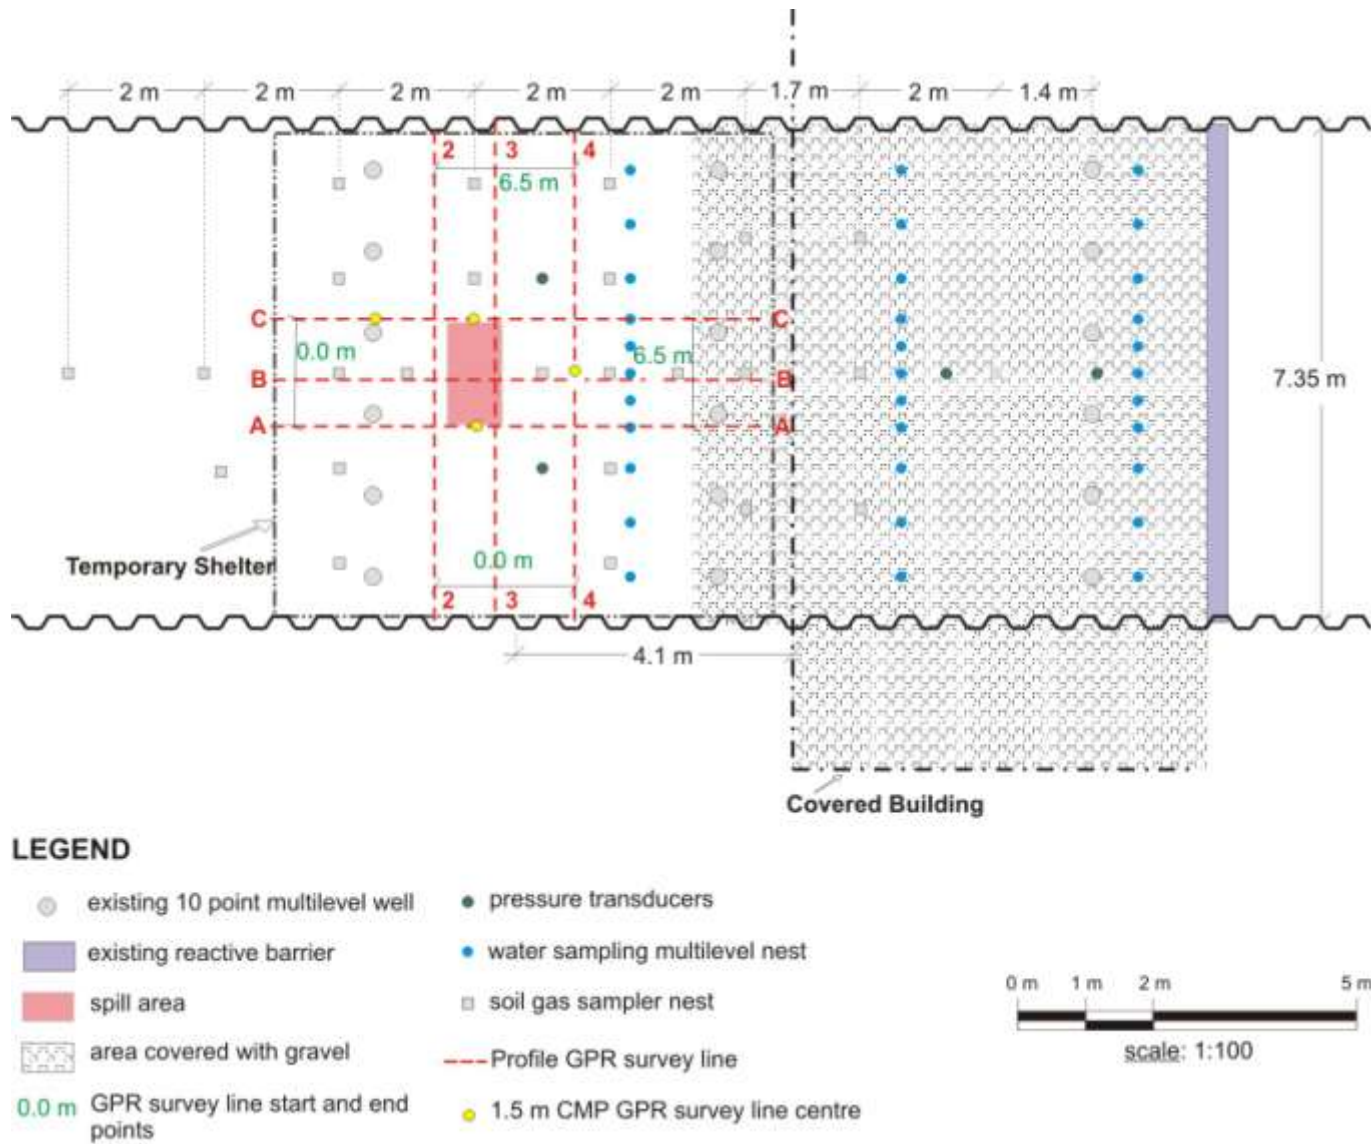 2 m 2 m 2 m 2 m 2 m 1.7 m 2 m 1.4 m
2 3 4
6.5 m
C C
0.0 m 6.5 m
B B
7.35 m
A A
Temporary Shelter
0.0 m
2 3 4
4.1 m
Covered Building
LEGEND
existing 10 point multilevel well
existing reactive barrier
spill area
area covered with gravel
0.0 m GPR survey line start and end
points
pressure transducers
water sampling multilevel nest
soil gas sampler nest
Profile GPR survey line
1.5 m CMP GPR survey line centre
0 m 1 m 2 m 5 m
scale: 1:100